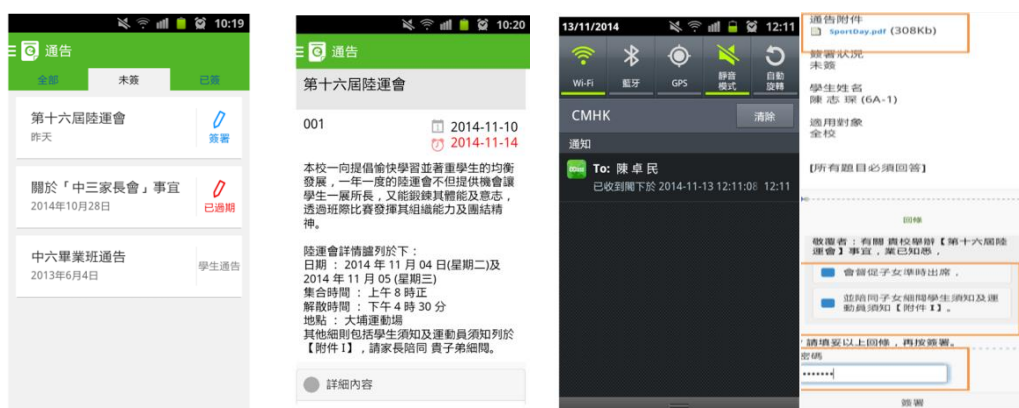 10:19
通告
全部 未簽 已簽
第十六屆陸運會
昨天
簽署
關於「中三家長會」事宜
2014年10月28日
已過期
中六畢業班通告
2013年6月4日
學生通告
10:20
通告
第十六屆陸運會
001
2014-11-10
2014-11-14
本校一向提倡愉快學習並著重學生的均衡
發展，一年一度的陸運會不但提供機會讓
學生一展所長，又能鍛鍊其體能及意志，
透過班際比賽發揮其組織能力及團結精
神。
陸運會詳情臚列於下：
日期 ： 2014 年 11 月 04 日(星期二)及
2014 年 11 月 05 (星期三)
集合時間 ： 上午 8 時正
解散時間 ： 下午 4 時 30 分
地點 ： 大埔運動場
其他細則包括學生須知及運動員須知列於
【附件 I】，請家長陪同 貴子弟細閱。
詳細內容
13/11/2014 12:11
Wi-Fi 藍牙 GPS 靜音模式 自動旋轉
CMHK 清除
通知
To: 陳 卓 民
已收到閣下於 2014-11-13 12:11:08 12:11
通告附件
SportDay.pdf (308Kb)
簽署狀況
未簽
學生姓名
陳 志 琛 (6A-1)
適用對象
全校
[所有題目必須回答]
回條
敬覆者：有關 貴校舉辦【第十六屆陸
運會】事宜，業已知悉，
會督促子女準時出席，
並陪同子女細閱學生須知及運
動員須知【附件 I】。
請填妥以上回條，再按簽署。
密碼
•••••••
簽署